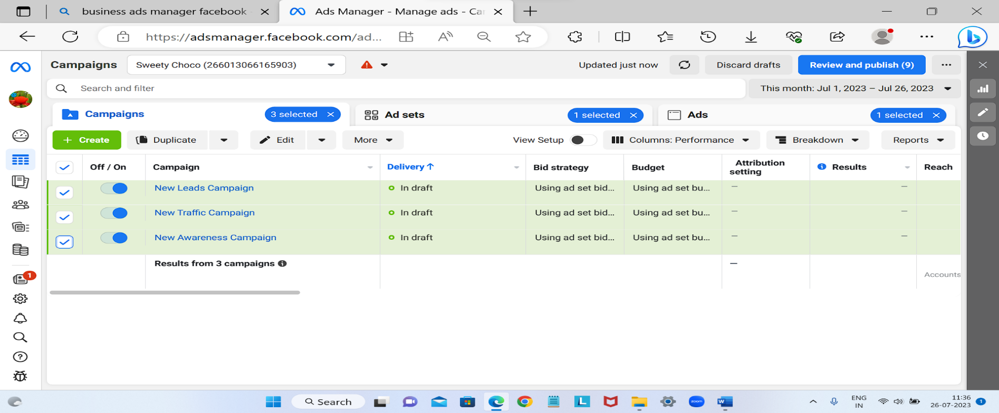 business ads manager facebook
Ads Manager - Manage ads - Car
https://adsmanager.facebook.com/ad...
Campaigns
Sweety Choco (266013066165903)
Updated just now
Discard drafts
Review and publish (9)
Search and filter
This month: Jul 1, 2023 – Jul 26, 2023
Campaigns
3 selected
Ad sets
1 selected
Ads
1 selected
+ Create
Duplicate
Edit
More
View Setup
Columns: Performance
Breakdown
Reports
Off / On
Campaign
Delivery ↑
Bid strategy
Budget
Attribution setting
Results
Reach
New Leads Campaign
In draft
Using ad set bid...
Using ad set bu...
—
—
New Traffic Campaign
In draft
Using ad set bid...
Using ad set bu...
—
—
New Awareness Campaign
In draft
Using ad set bid...
Using ad set bu...
—
—
Results from 3 campaigns
—
Accounts
1
Search
zoom
ENG
IN
11:36
26-07-2023
1